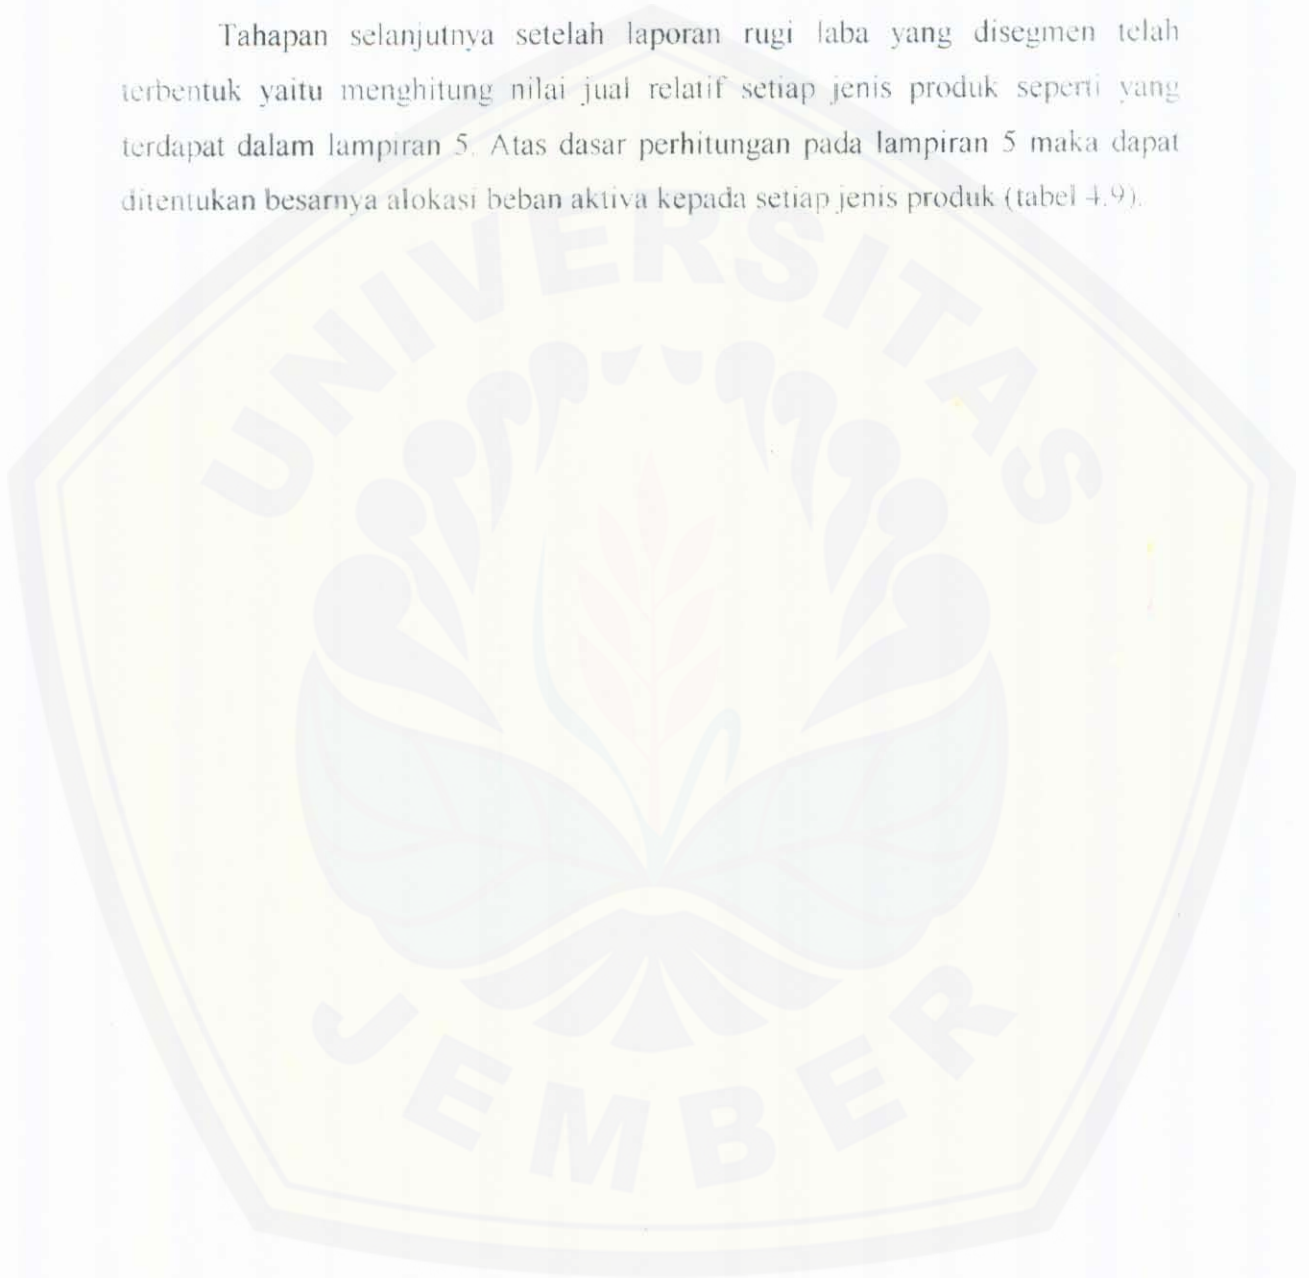 Tahapan selanjutnya setelah laporan rugi laba yang disegmen telah
terbentuk yaitu menghitung nilai jual relatif setiap jenis produk seperti yang
terdapat dalam lampiran 5. Atas dasar perhitungan pada lampiran 5 maka dapat
ditentukan besarnya alokasi beban aktiva kepada setiap jenis produk (tabel 4.9).
UNIVERSITAS
JEMBER